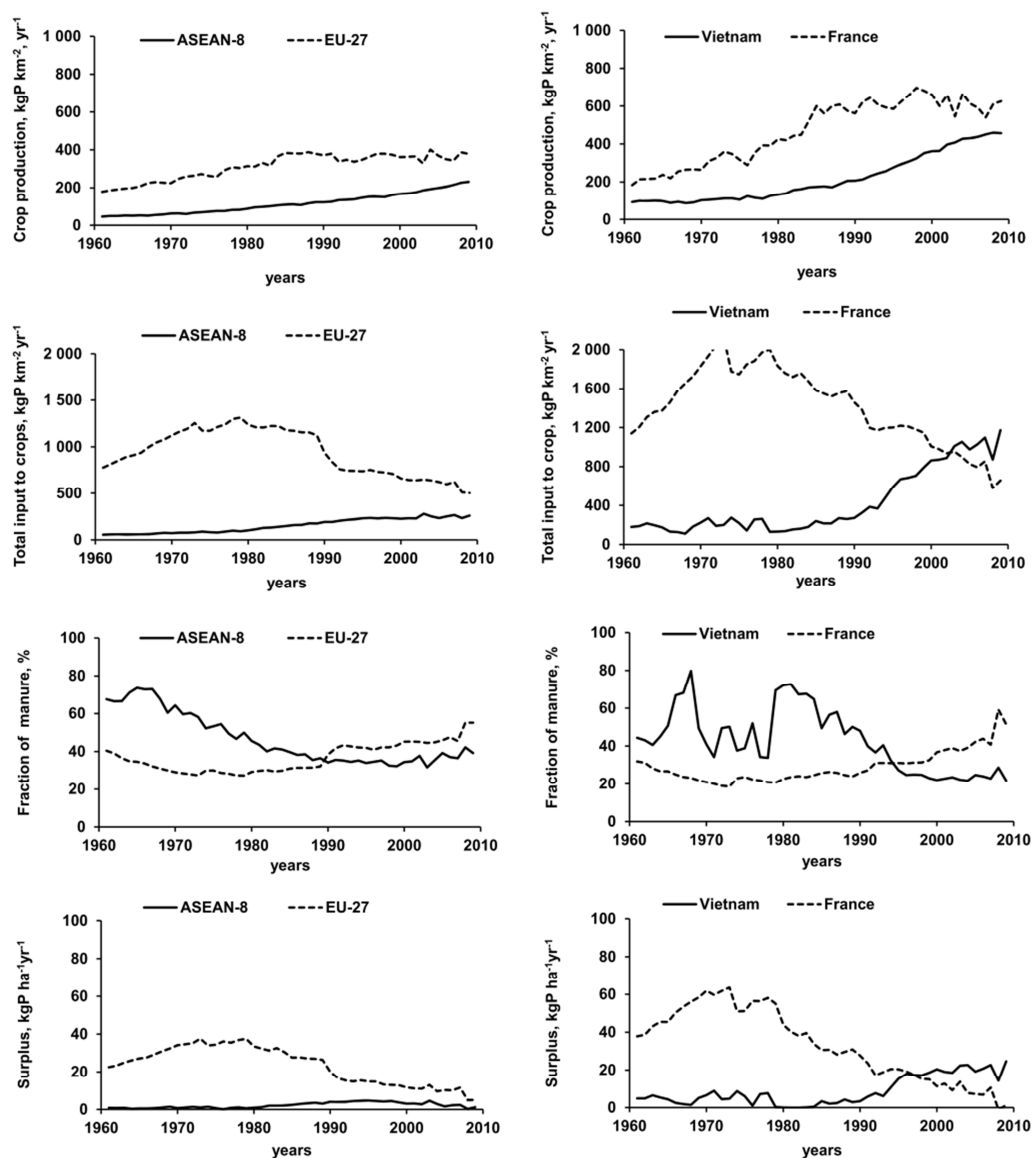 ASEAN-8 EU-27
Crop production, kgP km-2, yr-1
1 000
800
600
400
200
0
1960 1970 1980 1990 2000 2010
years
Vietnam France
Crop production, kgP km-2, yr-1
1 000
800
600
400
200
0
1960 1970 1980 1990 2000 2010
years
ASEAN-8 EU-27
Total input to crops, kgP km-2 yr-1
2 000
1 500
1 000
500
0
1960 1970 1980 1990 2000 2010
years
Vietnam France
Total input to crop, kgP km-2 yr-1
2 000
1 600
1200
800
400
0
1960 1970 1980 1990 2000 2010
years
ASEAN-8 EU-27
Fraction of manure, %
100
80
60
40
20
0
1960 1970 1980 1990 2000 2010
years
Vietnam France
Fraction of manure, %
100
80
60
40
20
0
1960 1970 1980 1990 2000 2010
years
ASEAN-8 EU-27
Surplus, kgP ha-1yr-1
100
80
60
40
20
0
1960 1970 1980 1990 2000 2010
years
Vietnam France
Surplus, kgP ha-1yr-1
100
80
60
40
20
0
1960 1970 1980 1990 2000 2010
years